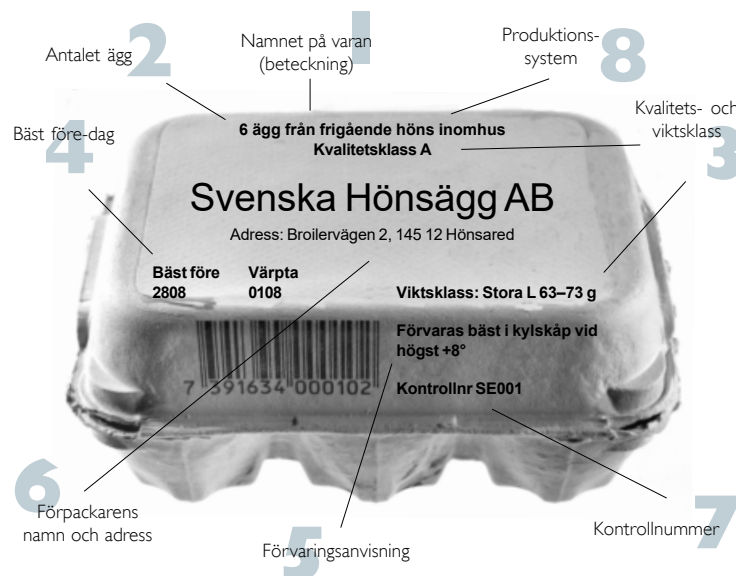 1
2
8
Antalet ägg
Namnet på varan
(beteckning)
Produktions-
system
Kvalitets- och
viktsklass
3
Bäst före-dag
4
6 ägg från frigående höns inomhus
Kvalitetsklass A
Svenska Hönsägg AB
Adress: Broilervägen 2, 145 12 Hönsared
Bäst före Värpta
2808 0108
Viktsklass: Stora L 63–73 g
Förvaras bäst i kylskåp vid
högst +8°
7 391634 000102
Kontrollnr SE001
6
Förpackarens
namn och adress
5
Förvaringsanvisning
7
Kontrollnummer